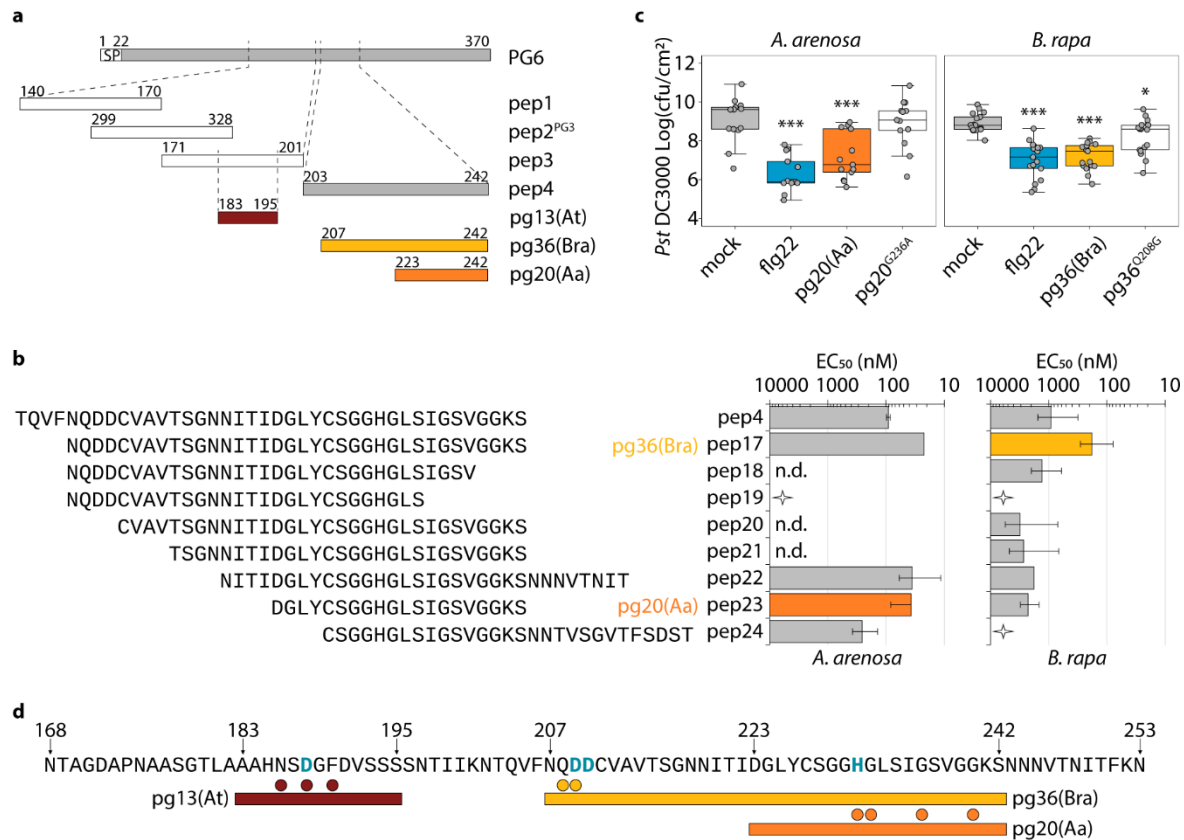 a
1 22 370
SP
PG6
140 170
pep1
299 328
pep2PG3
171 201
pep3
203 242
pep4
183 195
pg13(At)
207 242
pg36(Bra)
223 242
pg20(Aa)
c
A. arenosa B. rapa
Pst DC3000 Log(cfu/cm²)
12
10
8
6
4
*** ***
*** *** *
mock flg22 pg20(Aa) pg20G236A
mock flg22 pg36(Bra) pg36Q208G
b
EC50 (nM) EC50 (nM)
10000 1000 100 10 10000 1000 100 10
TQVFNQDDCVAVTSGNNITIDGLYCSGGHGLSIGSVGGKS pep4
NQDDCVAVTSGNNITIDGLYCSGGHGLSIGSVGGKS pg36(Bra) pep17
NQDDCVAVTSGNNITIDGLYCSGGHGLSIGSV pep18 n.d.
NQDDCVAVTSGNNITIDGLYCSGGHGLS pep19
CVAVTSGNNITIDGLYCSGGHGLSIGSVGGKS pep20 n.d.
TSGNNITIDGLYCSGGHGLSIGSVGGKS pep21 n.d.
NITIDGLYCSGGHGLSIGSVGGKSNNNVTNIT pep22
DGLYCSGGHGLSIGSVGGKS pg20(Aa) pep23
CSGGHGLSIGSVGGKSNNTVSGVTFSDST pep24
A. arenosa B. rapa
d
168 183 195 207 223 242 253
NTAGDAPNAASGTLAAAHNSDGFDVSSSSNTIIKNTQVFNQDDCVAVTSGNNITIDGLYCSGGHGLSIGSVGGKSNNNVTNITFKN
pg13(At) pg36(Bra)
pg20(Aa)